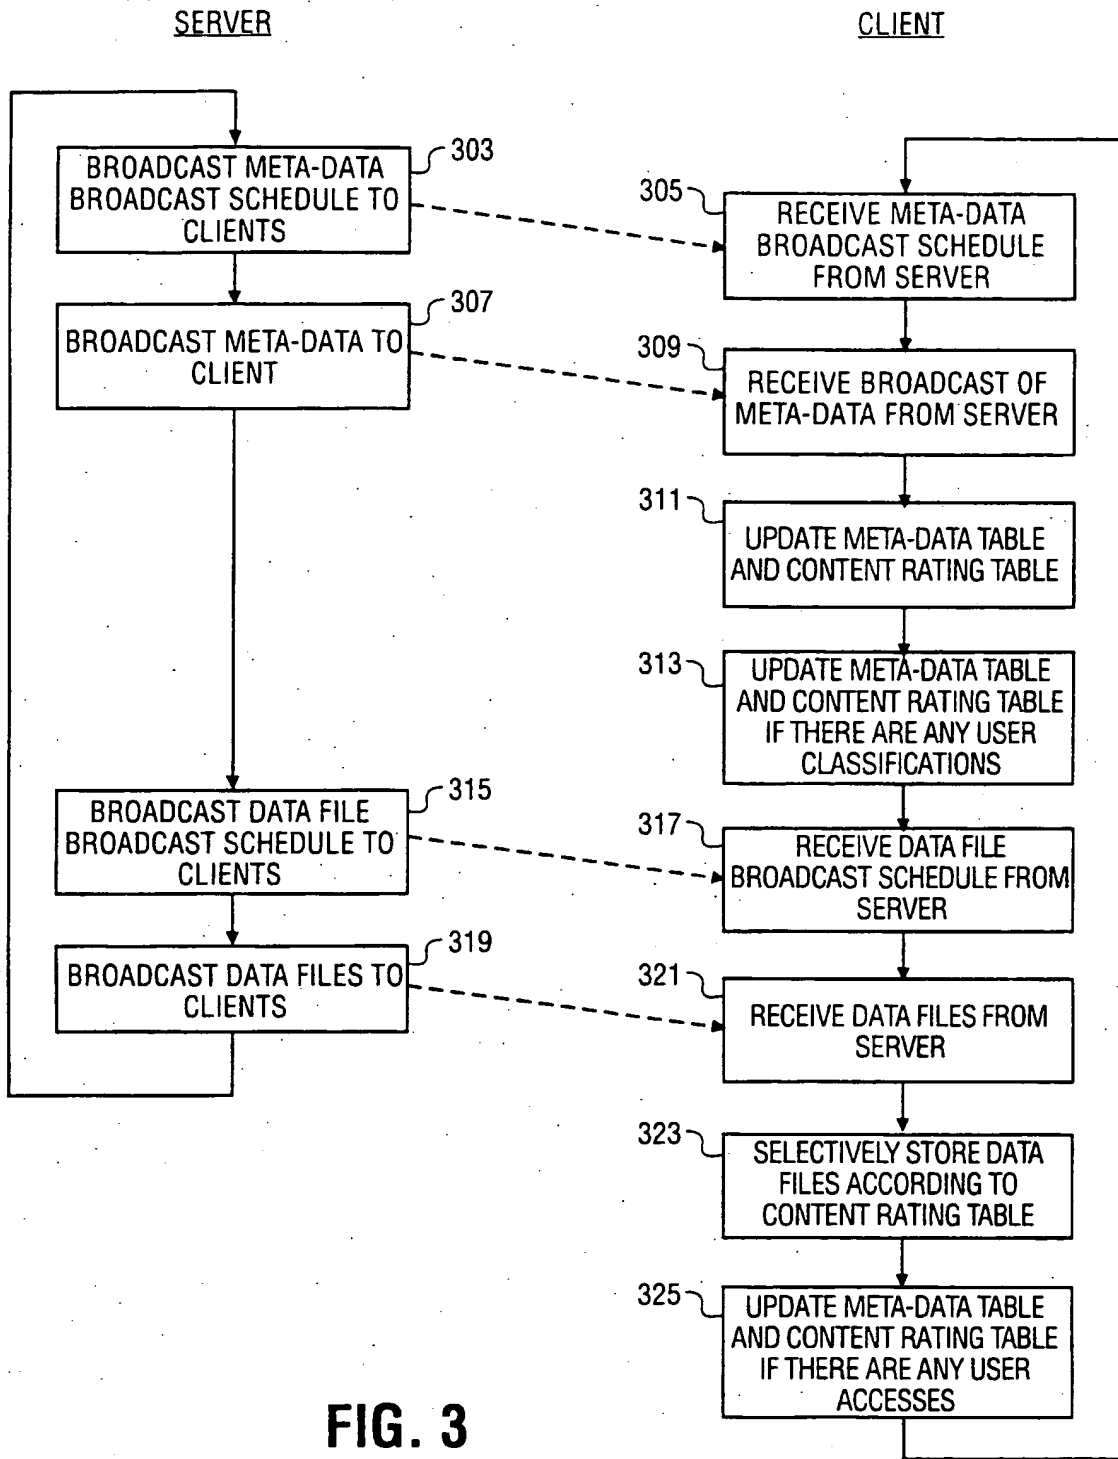 SERVER
CLIENT
BROADCAST META-DATA
BROADCAST SCHEDULE TO
CLIENTS
303
305
RECEIVE META-DATA
BROADCAST SCHEDULE
FROM SERVER
307
BROADCAST META-DATA TO
CLIENT
309
RECEIVE BROADCAST OF
META-DATA FROM SERVER
311
UPDATE META-DATA TABLE
AND CONTENT RATING TABLE
313
UPDATE META-DATA TABLE
AND CONTENT RATING TABLE
IF THERE ARE ANY USER
CLASSIFICATIONS
315
BROADCAST DATA FILE
BROADCAST SCHEDULE TO
CLIENTS
317
RECEIVE DATA FILE
BROADCAST SCHEDULE FROM
SERVER
319
BROADCAST DATA FILES TO
CLIENTS
321
RECEIVE DATA FILES FROM
SERVER
323
SELECTIVELY STORE DATA
FILES ACCORDING TO
CONTENT RATING TABLE
325
UPDATE META-DATA TABLE
AND CONTENT RATING TABLE
IF THERE ARE ANY USER
ACCESSES
FIG. 3